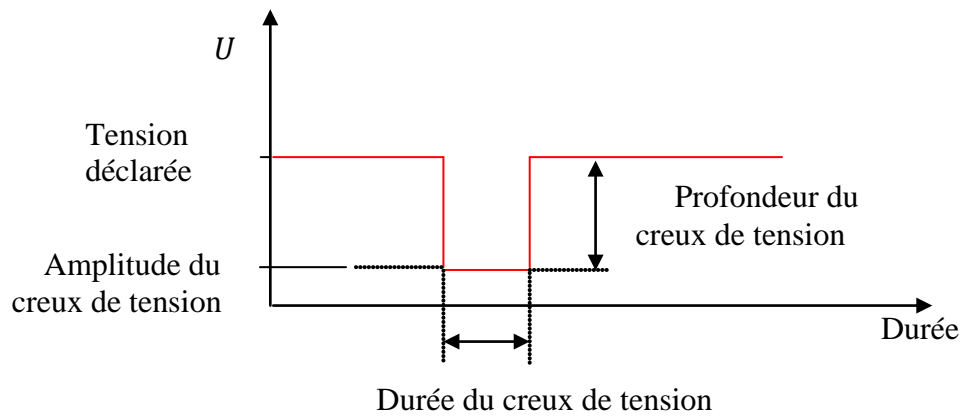 U
Tension
déclarée
Profondeur du
creux de tension
Amplitude du
creux de tension
Durée
Durée du creux de tension